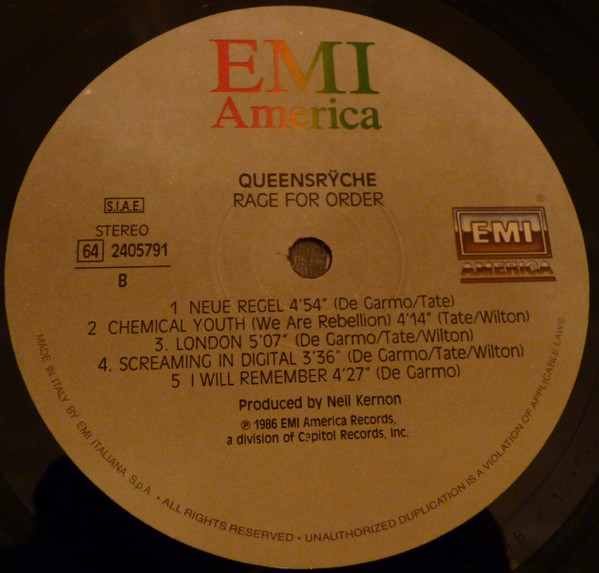 EMI
America
QUEENSRŸCHE
RAGE FOR ORDER
S.I.A.E.
STEREO
64 2405791
B
®
EMI
AMERICA
1 NEUE REGEL 4'54" (De Garmo/Tate)
2 CHEMICAL YOUTH (We Are Rebellion) 4'14" (Tate/Wilton)
3. LONDON 5'07" (De Garmo/Tate/Wilton)
4. SCREAMING IN DIGITAL 3'36" (De Garmo/Tate/Wilton)
5 I WILL REMEMBER 4'27" (De Garmo)
Produced by Neil Kernon
℗ 1986 EMI America Records,
a division of Capitol Records, Inc.
MADE IN ITALY BY EMI ITALIANA S.p.A. • ALL RIGHTS RESERVED • UNAUTHORIZED DUPLICATION IS A VIOLATION OF APPLICABLE LAWS